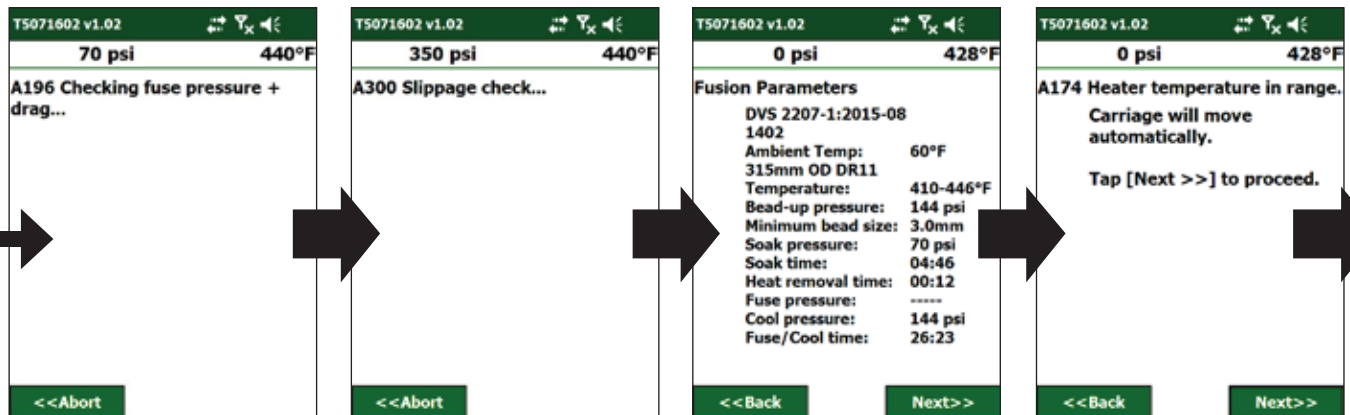 T5071602 v1.02
70 psi 440°F
A196 Checking fuse pressure +
drag...
<<Abort
T5071602 v1.02
350 psi 440°F
A300 Slippage check...
<<Abort
T5071602 v1.02
0 psi 428°F
Fusion Parameters
DVS 2207-1:2015-08
1402
Ambient Temp: 60°F
315mm OD DR11
Temperature: 410-446°F
Bead-up pressure: 144 psi
Minimum bead size: 3.0mm
Soak pressure: 70 psi
Soak time: 04:46
Heat removal time: 00:12
Fuse pressure: -----
Cool pressure: 144 psi
Fuse/Cool time: 26:23
<<Back Next>>
T5071602 v1.02
0 psi 428°F
A174 Heater temperature in range.
Carriage will move
automatically.
Tap [Next >>] to proceed.
<<Back Next>>